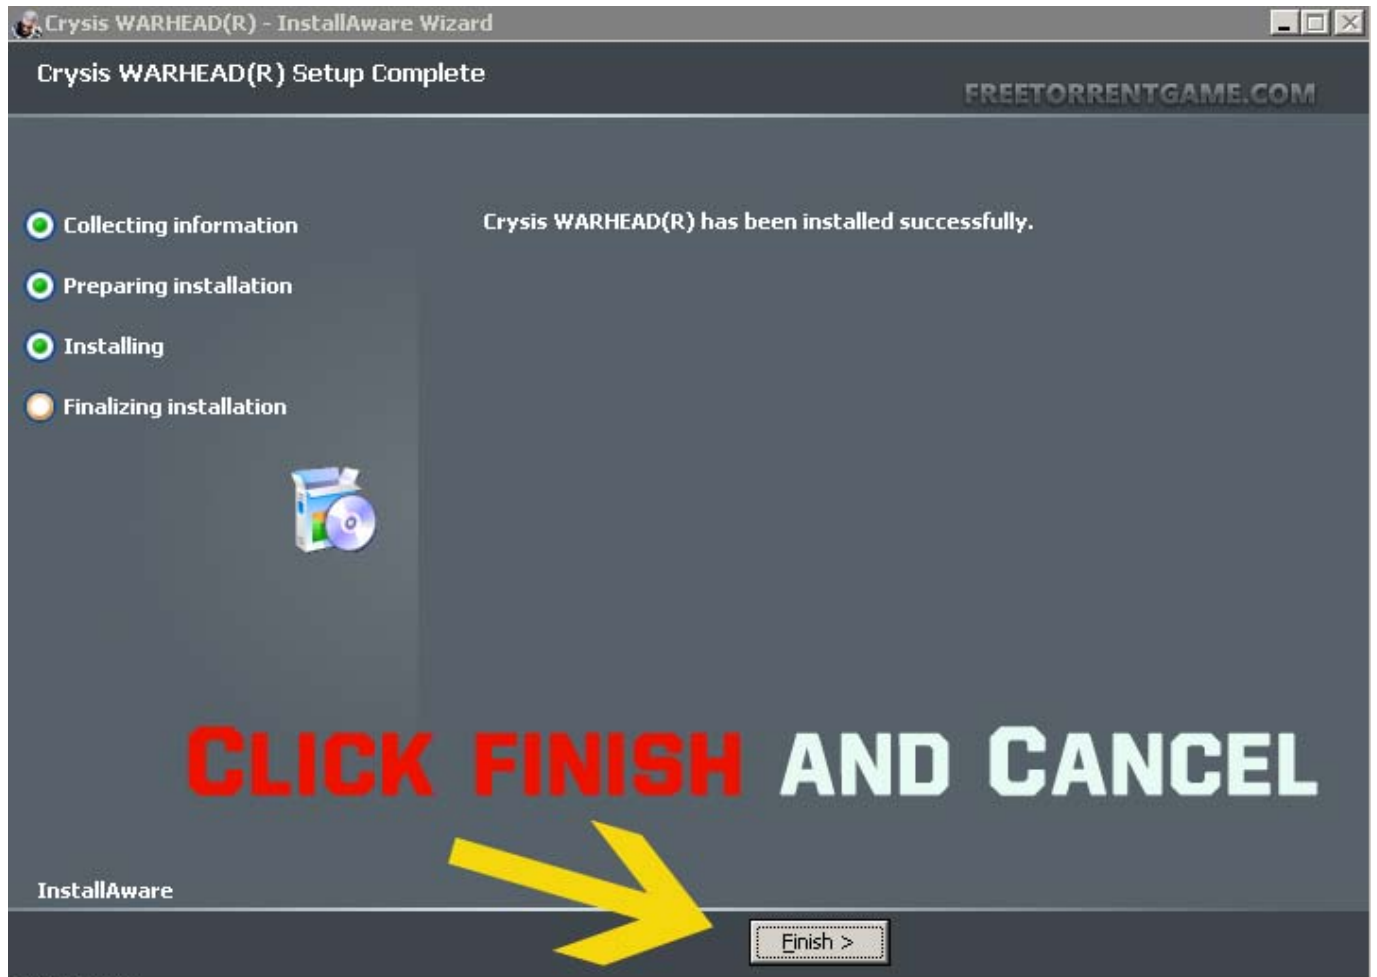 Crysis WARHEAD(R) - InstallAware Wizard
Crysis WARHEAD(R) Setup Complete
FREETORRENTGAME.COM
Collecting information
Crysis WARHEAD(R) has been installed successfully.
Preparing installation
Installing
Finalizing installation
CLICK FINISH AND CANCEL
InstallAware
Finish >